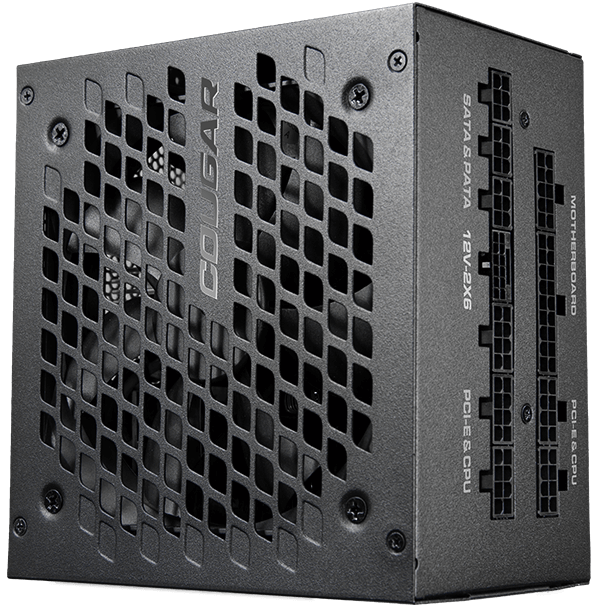 COUGAR
SATA & PATA
12V-2X6
PCI-E & CPU
MOTHERBOARD
PCI-E & CPU